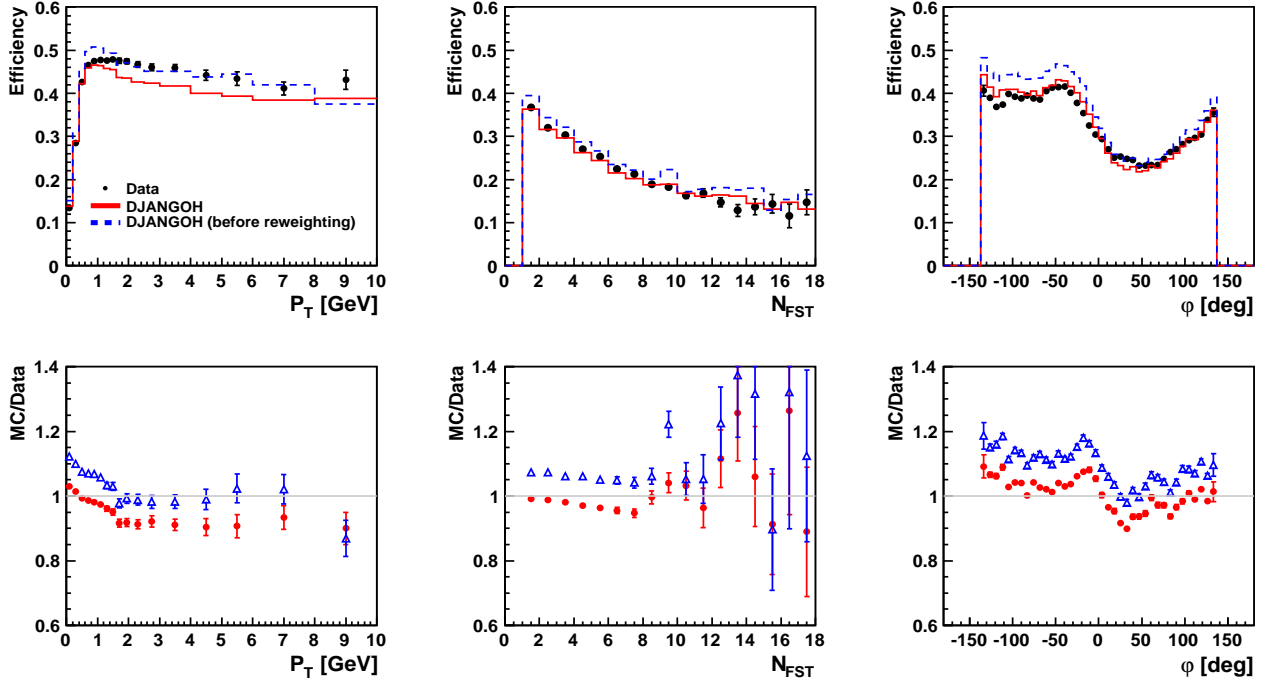 Efficiency
0.6
0.5
0.4
0.3
0.2
0.1
0
Data
DJANGOH
DJANGOH (before reweighting)
0 1 2 3 4 5 6 7 8 9 10
P_T [GeV]
Efficiency
0.6
0.5
0.4
0.3
0.2
0.1
0
2 4 6 8 10 12 14 16 18
N_FST
Efficiency
0.6
0.5
0.4
0.3
0.2
0.1
0
-150 -100 -50 0 50 100 150
φ [deg]
MC/Data
1.4
1.2
1
0.8
0.6
0 1 2 3 4 5 6 7 8 9 10
P_T [GeV]
MC/Data
1.4
1.2
1
0.8
0.6
2 4 6 8 10 12 14 16 18
N_FST
MC/Data
1.4
1.2
1
0.8
0.6
-150 -100 -50 0 50 100 150
φ [deg]